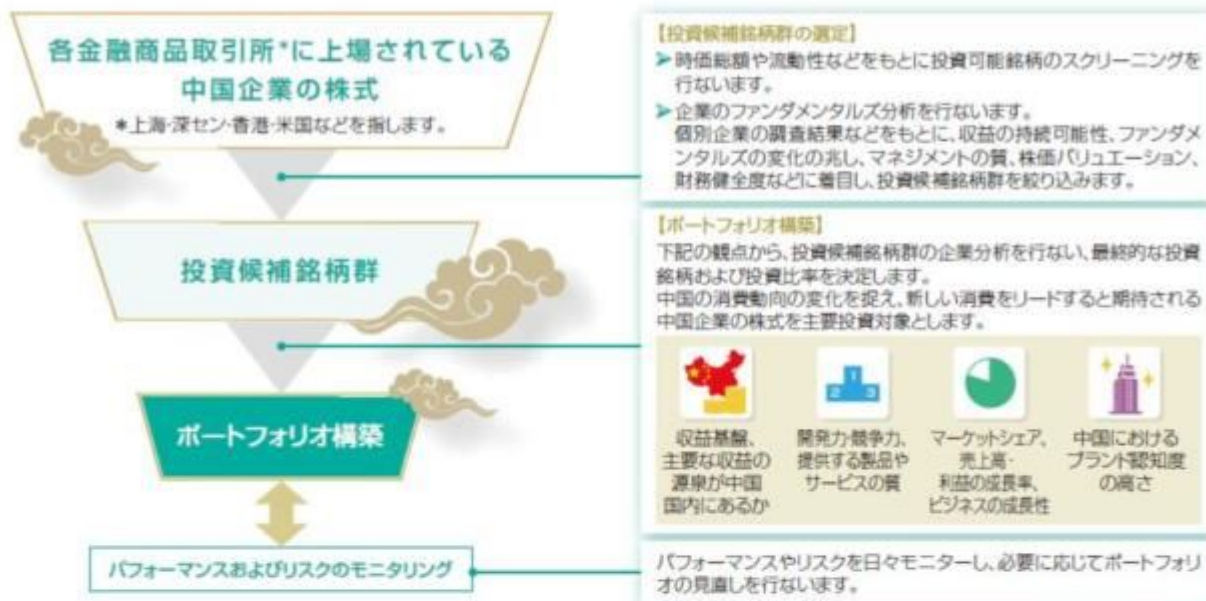 各金融商品取引所*に上場されている
中国企業の株式
*上海・深セン・香港・米国などを指します。
【投資候補銘柄群の選定】
➤時価総額や流動性などをもとに投資可能銘柄のスクリーニングを
行ないます。
➤企業のファンダメンタルズ分析を行ないます。
個別企業の調査結果などをもとに、収益の持続可能性、ファンダメ
ンタルズの変化の兆し、マネジメントの質、株価バリュエーション、
財務健全度などに着目し、投資候補銘柄群を絞り込みます。
投資候補銘柄群
【ポートフォリオ構築】
下記の観点から、投資候補銘柄群の企業分析を行ない、最終的な投資
銘柄および投資比率を決定します。
中国の消費動向の変化を捉え、新しい消費をリードすると期待される
中国企業の株式を主要投資対象とします。
1
2 3
収益基盤、
主要な収益の
源泉が中国
国内にあるか
開発力・競争力、
提供する製品や
サービスの質
マーケットシェア、
売上高・
利益の成長率、
ビジネスの成長性
中国における
ブランド認知度
の高さ
ポートフォリオ構築
パフォーマンスおよびリスクのモニタリング
パフォーマンスやリスクを日々モニターし、必要に応じてポートフォリ
オの見直しを行ないます。